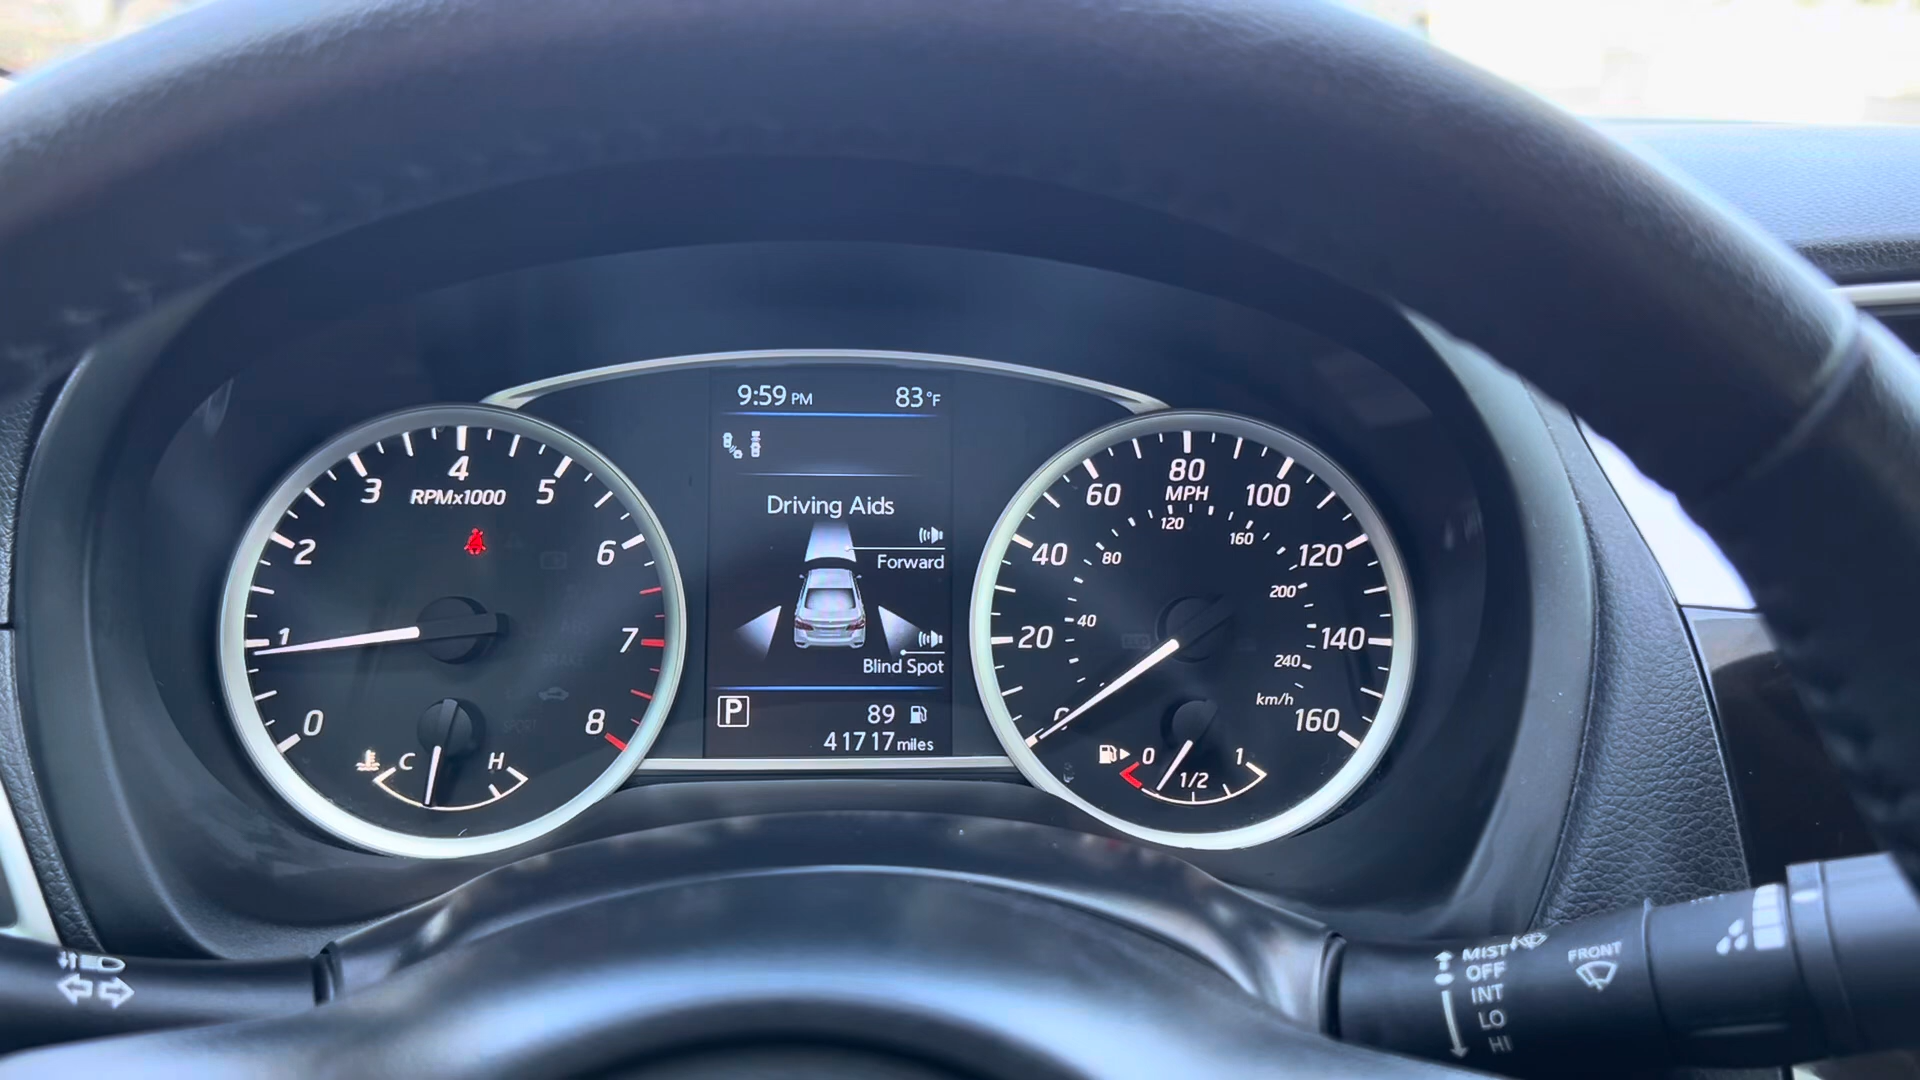 9:59 PM 83°F
Driving Aids
Forward
Blind Spot
P
89
41717 miles
0
1
2
3
4
5
6
7
8
RPMx1000
C H
20
40
60
80
100
120
140
160
MPH
40
80
120
160
200
240
km/h
0 1/2 1
MIST
OFF
INT
LO
HI
FRONT